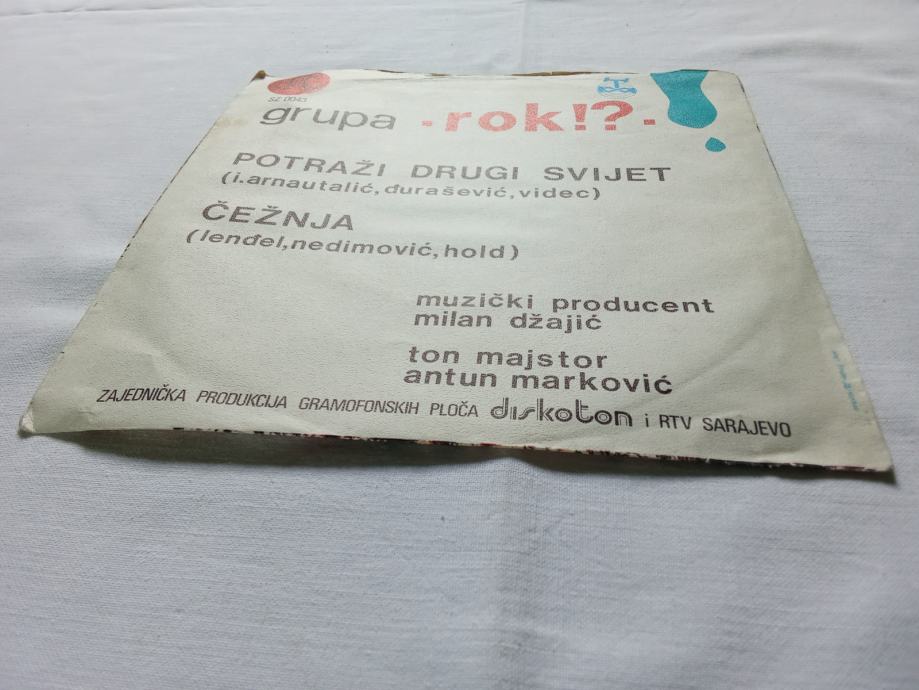 SZ 0043
grupa -rok!?-
POTRAŽI DRUGI SVIJET
(i.arnautalić,đurašević,videc)
ČEŽNJA
(lenđel,nedimović,hold)
muzički producent
milan džajić
ton majstor
antun marković
ZAJEDNIČKA PRODUKCIJA GRAMOFONSKIH PLOČA diskoton i RTV SARAJEVO